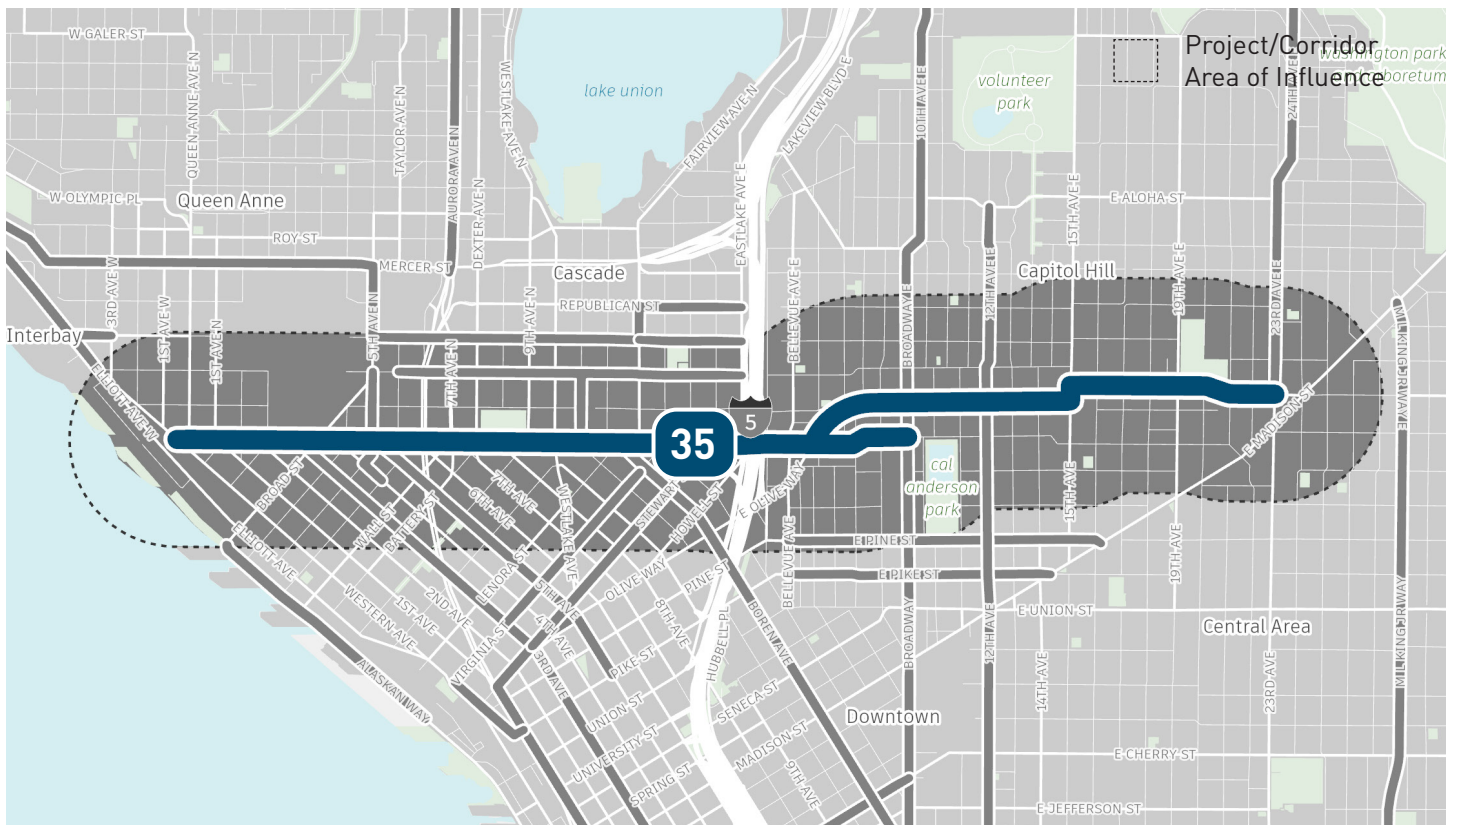 W GALER ST
QUEEN ANNE AVE N
TAYLOR AVE N
AURORA AVE N
WESTLAKE AVE N
DEXTER AVE N
lake union
FAIRVIEW AVE N
LAKEVIEW BLVD E
EASTLAKE AVE E
10TH AVE E
volunteer
park
Project/Corridor
Area of Influence
24TH AVE E
washington park
arboretum
W OLYMPIC PL
Queen Anne
ROY ST
MERCER ST
Cascade
REPUBLICAN ST
15TH AVE E
E ALOHA ST
Capitol Hill
12TH AVE E
19TH AVE E
23RD AVE E
Interbay
3RD AVE W
1ST AVE W
1ST AVE N
5TH AVE N
7TH AVE N
9TH AVE N
BELLEVUE AVE E
BROADWAY E
M L KING JR WAY E
ELLIOTT AVE W
35
5
E MADISON ST
BROAD ST
WALL ST
BATTERY ST
6TH AVE
7TH AVE
WESTLAKE AVE
STEWART
HOWELL ST
E OLIVE WAY
cal
anderson
park
15TH AVE
19TH AVE
ELLIOTT AVE
WESTERN AVE
1ST AVE
2ND AVE
LENORA ST
VIRGINIA ST
5TH AVE
4TH AVE
3RD AVE
OLIVE WAY
PINE ST
8TH AVE
PIKE ST
BELLEVUE AVE
E PINE ST
E PIKE ST
E UNION ST
Central Area
HUBBELL PL
BOREN AVE
BROADWAY
12TH AVE
14TH AVE
23RD AVE
M L KING JR WAY
ALASKAN WAY
UNION ST
UNIVERSITY ST
SPRING ST
SENECA ST
MADISON ST
9TH AVE
Downtown
E CHERRY ST
E JEFFERSON ST